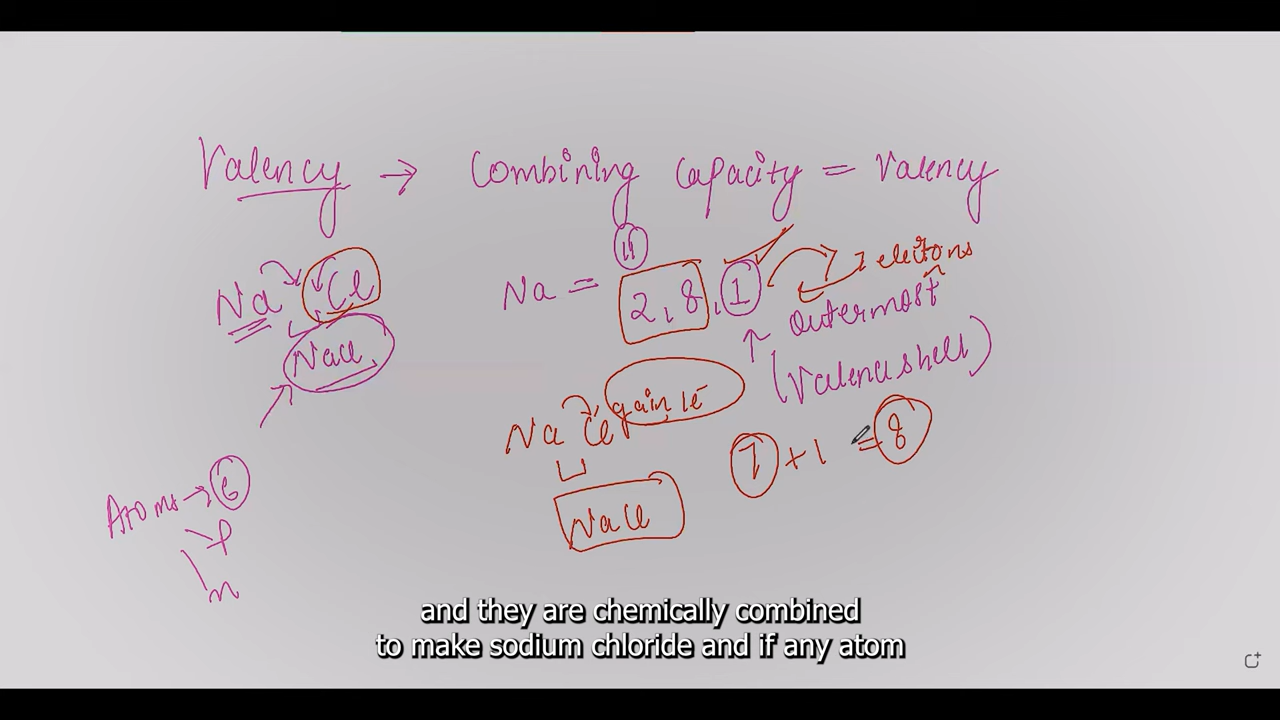 Valency → Combining Capacity = Valency
11
Na Cl
NaCl
Na = 2, 8, 1
electrons
outermost
(Valence shell)
Na Cl gain 1e⁻
7 + 1 = 8
NaCl
Atoms → e
p
n
and they are chemically combined
to make sodium chloride and if any atom